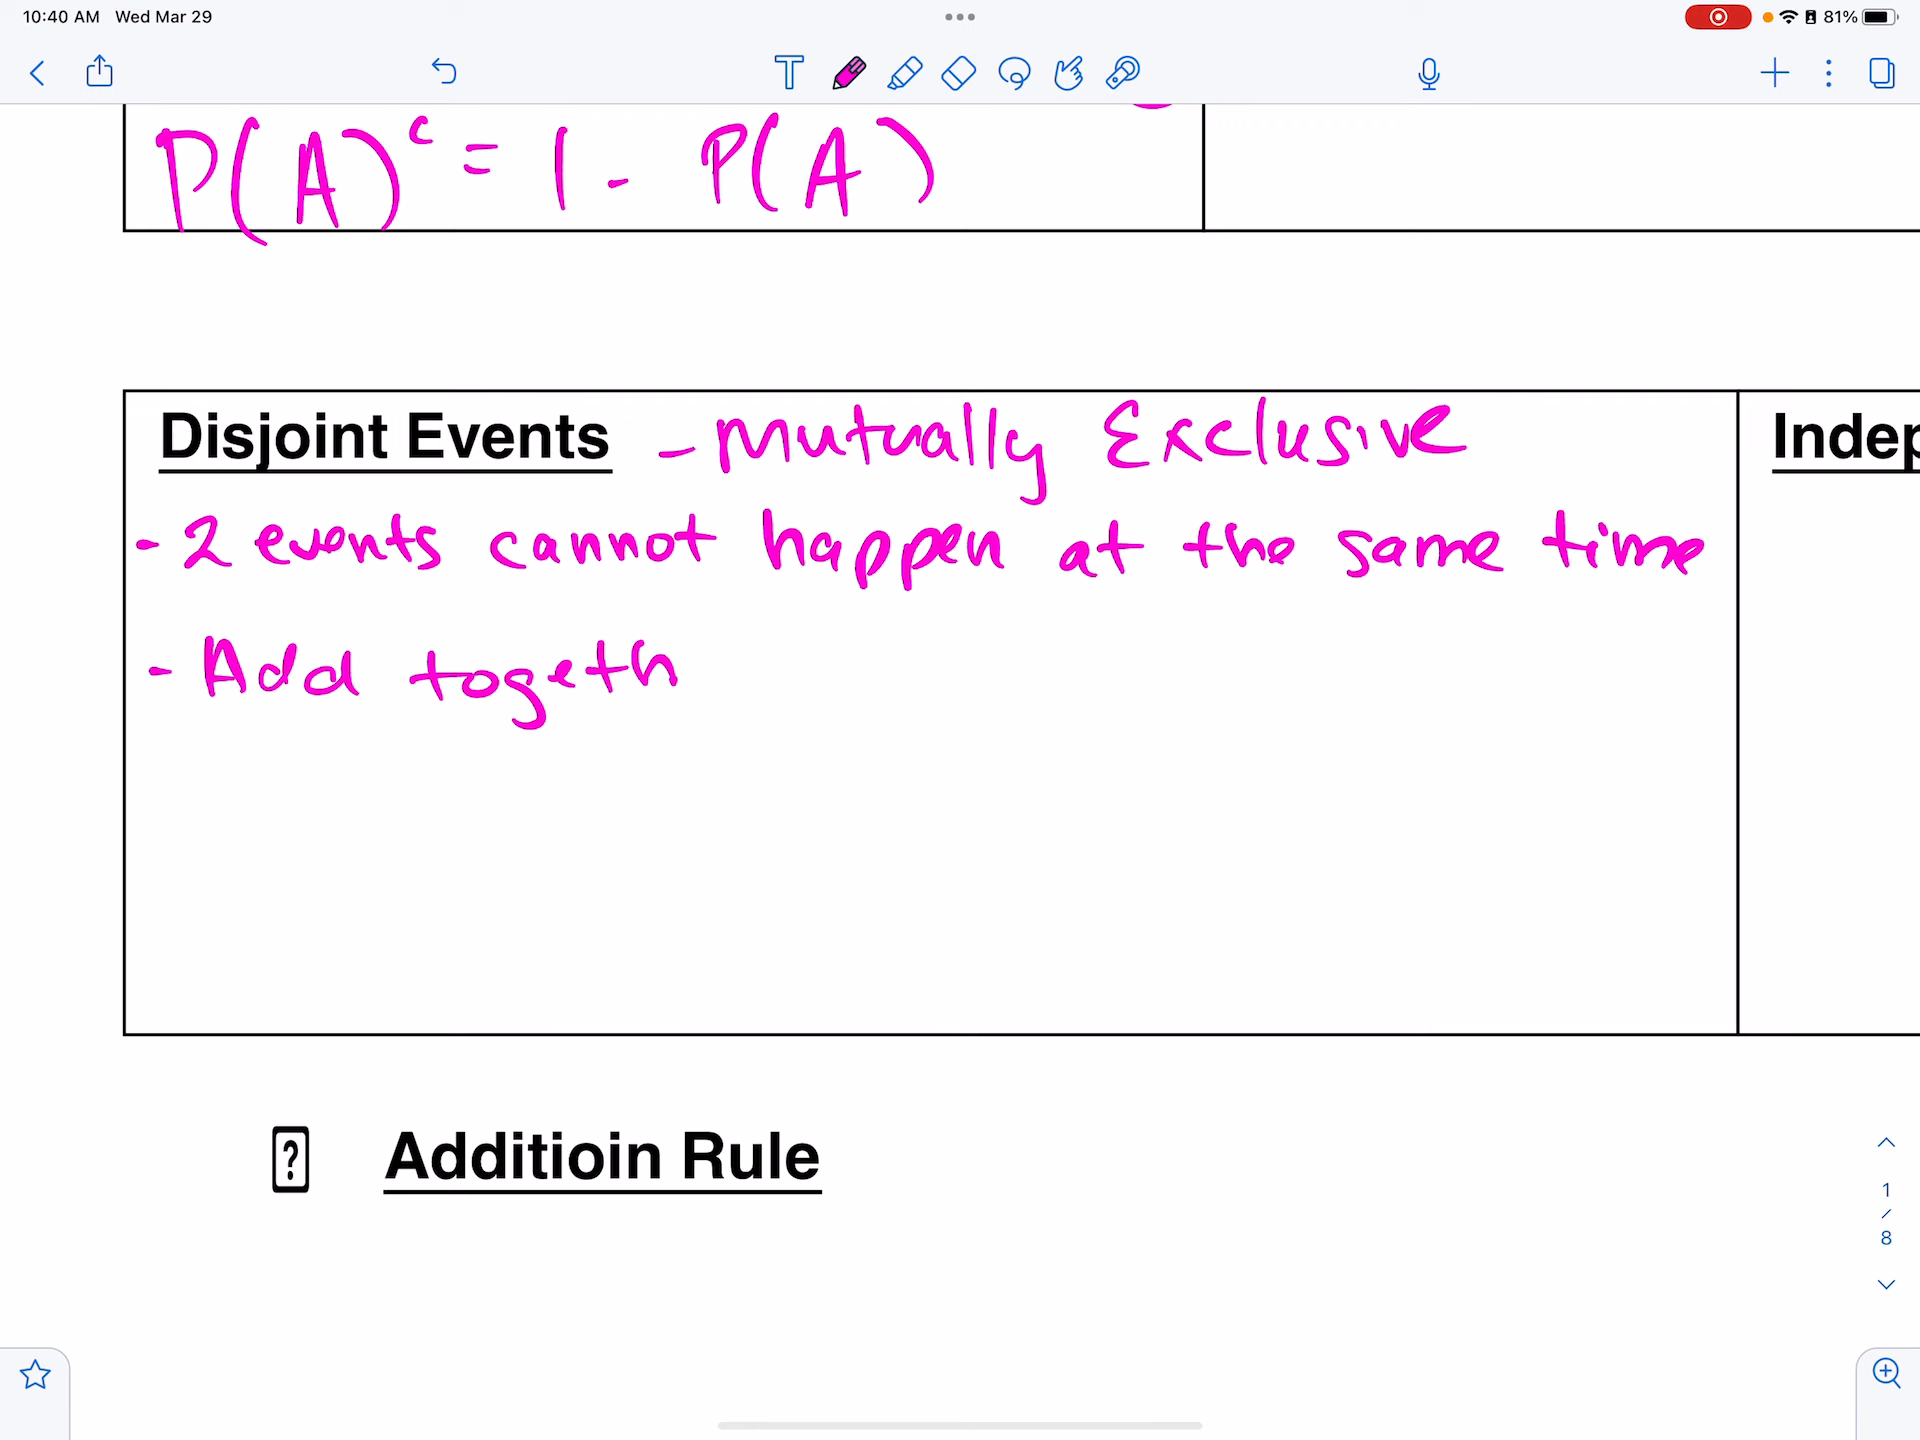 10:40 AM Wed Mar 29
81%
P(A)ᶜ = 1 - P(A)
Disjoint Events - Mutually Exclusive
Indep
- 2 events cannot happen at the same time
- Add togeth
? Additioin Rule
1
/
8